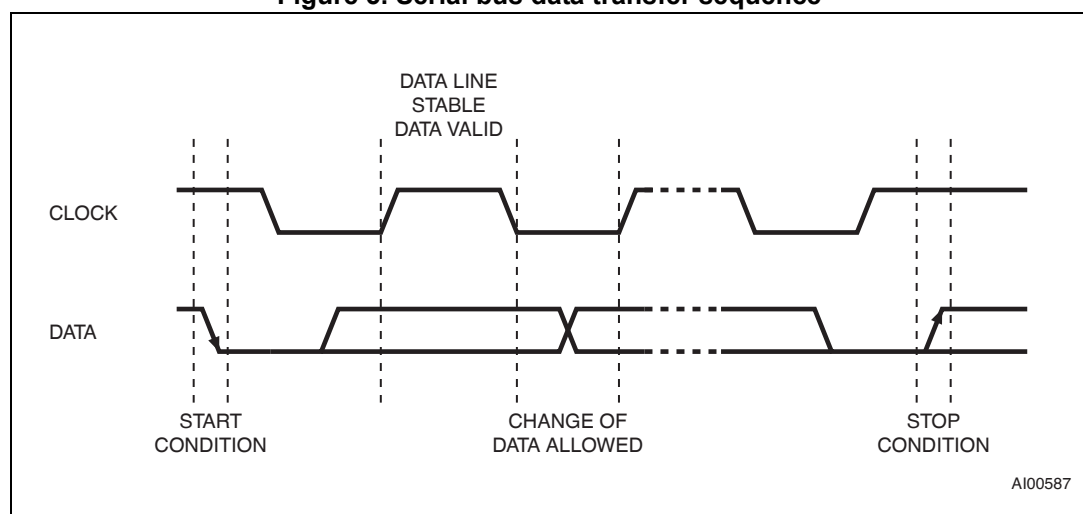 DATA LINE
STABLE
DATA VALID
CLOCK
DATA
START
CONDITION
CHANGE OF
DATA ALLOWED
STOP
CONDITION
AI00587